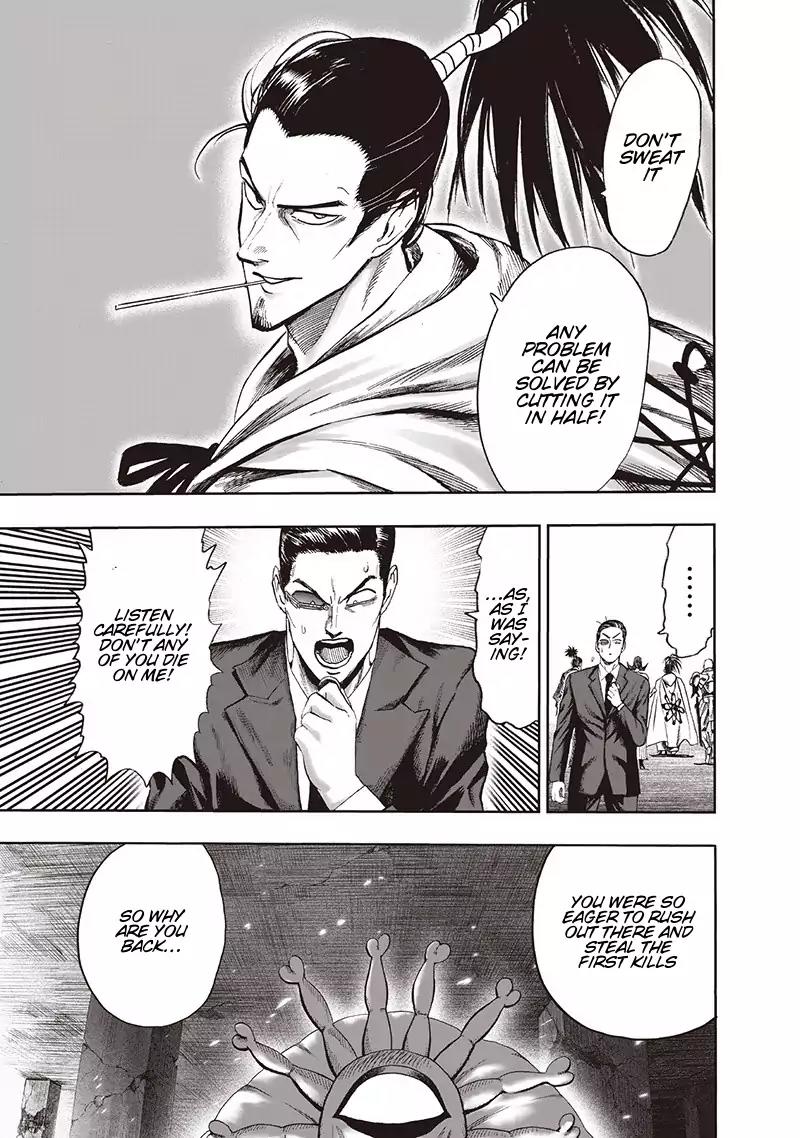 DON'T
SWEAT
IT
ANY
PROBLEM
CAN BE
SOLVED BY
CUTTING IT
IN HALF!
......
...AS,
AS I
WAS
SAY-
ING!
LISTEN
CAREFULLY!
DON'T ANY
OF YOU DIE
ON ME!
YOU WERE SO
EAGER TO RUSH
OUT THERE AND
STEAL THE
FIRST KILLS
SO WHY
ARE YOU
BACK...